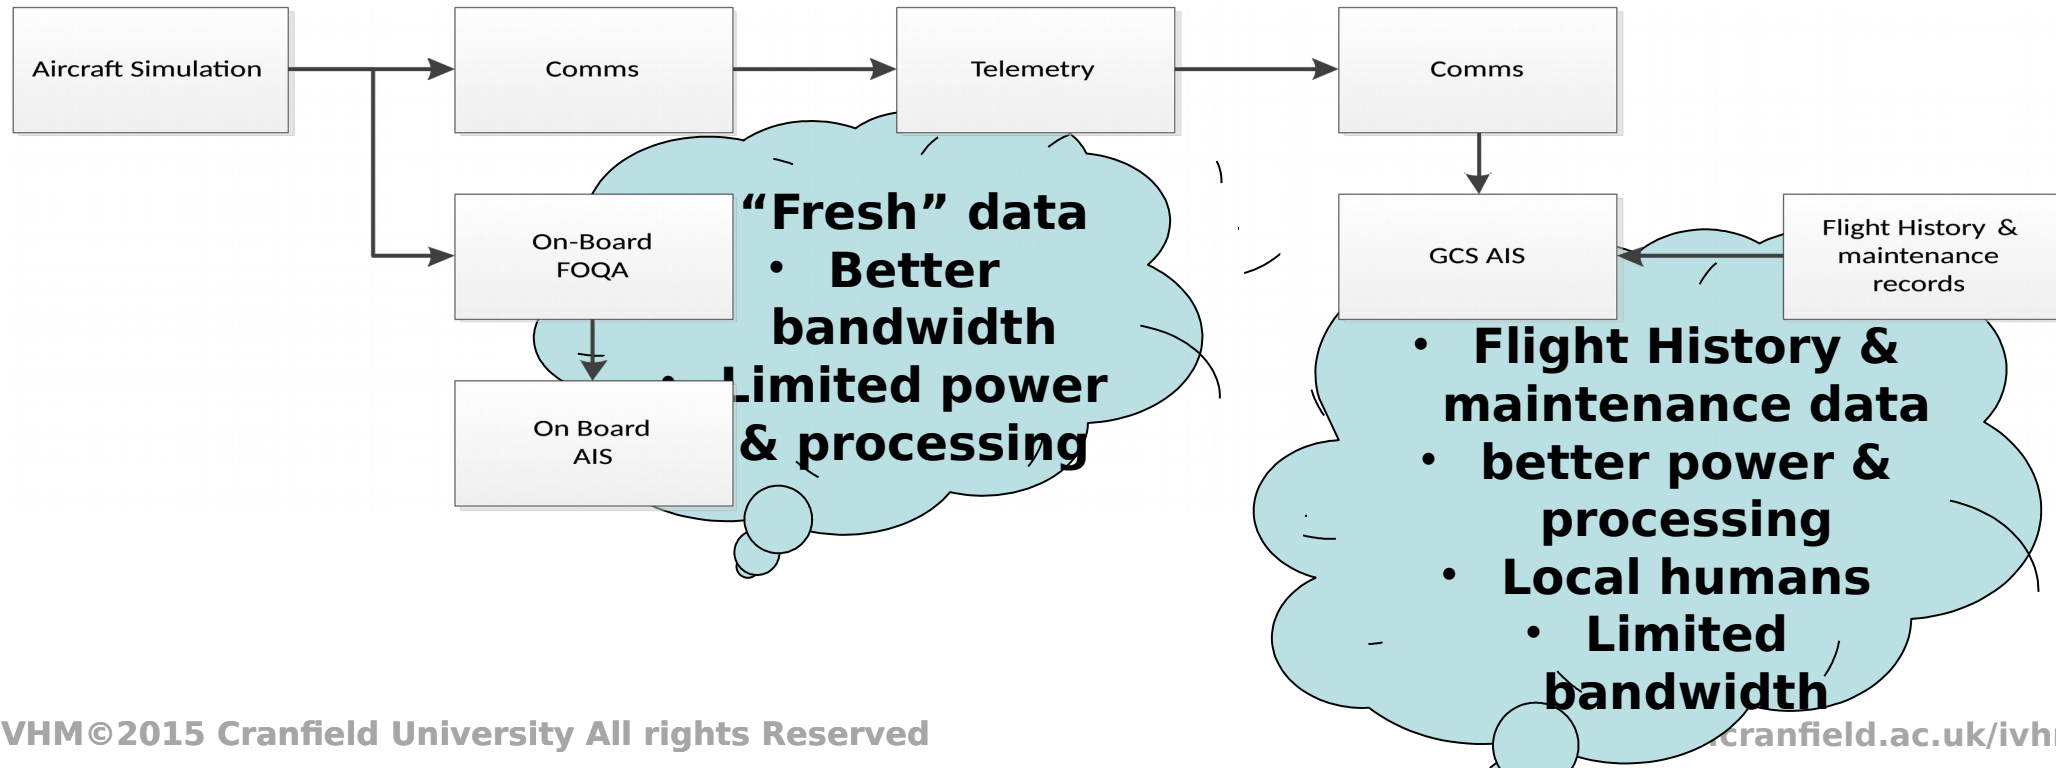 Aircraft Simulation
Comms
Telemetry
Comms
On-Board
FOQA
On Board
AIS
GCS AIS
Flight History &
maintenance
records
“Fresh” data
• Better
bandwidth
• Limited power
& processing
• Flight History &
maintenance data
• better power &
processing
• Local humans
• Limited
bandwidth
VHM©2015 Cranfield University All rights Reserved
.cranfield.ac.uk/ivh